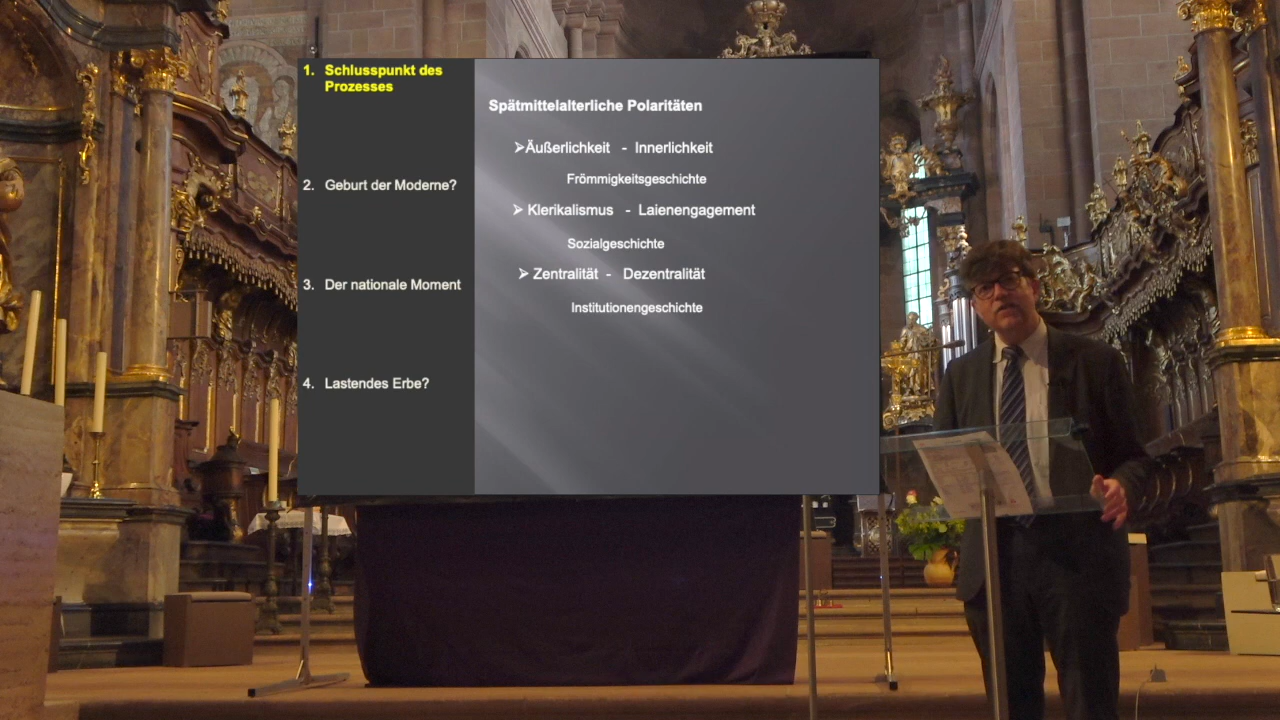 1. Schlusspunkt des
Prozesses
2. Geburt der Moderne?
3. Der nationale Moment
4. Lastendes Erbe?
Spätmittelalterliche Polaritäten
➢Äußerlichkeit - Innerlichkeit
Frömmigkeitsgeschichte
➢ Klerikalismus - Laienengagement
Sozialgeschichte
➢ Zentralität - Dezentralität
Institutionengeschichte